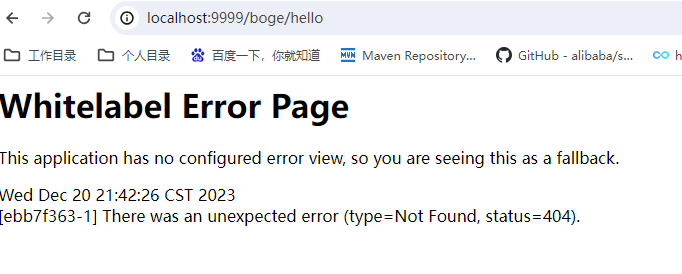 localhost:9999/boge/hello
工作目录 个人目录 百度一下，你就知道 MVN Maven Repository... GitHub - alibaba/s... h
Whitelabel Error Page
This application has no configured error view, so you are seeing this as a fallback.
Wed Dec 20 21:42:26 CST 2023
[ebb7f363-1] There was an unexpected error (type=Not Found, status=404).